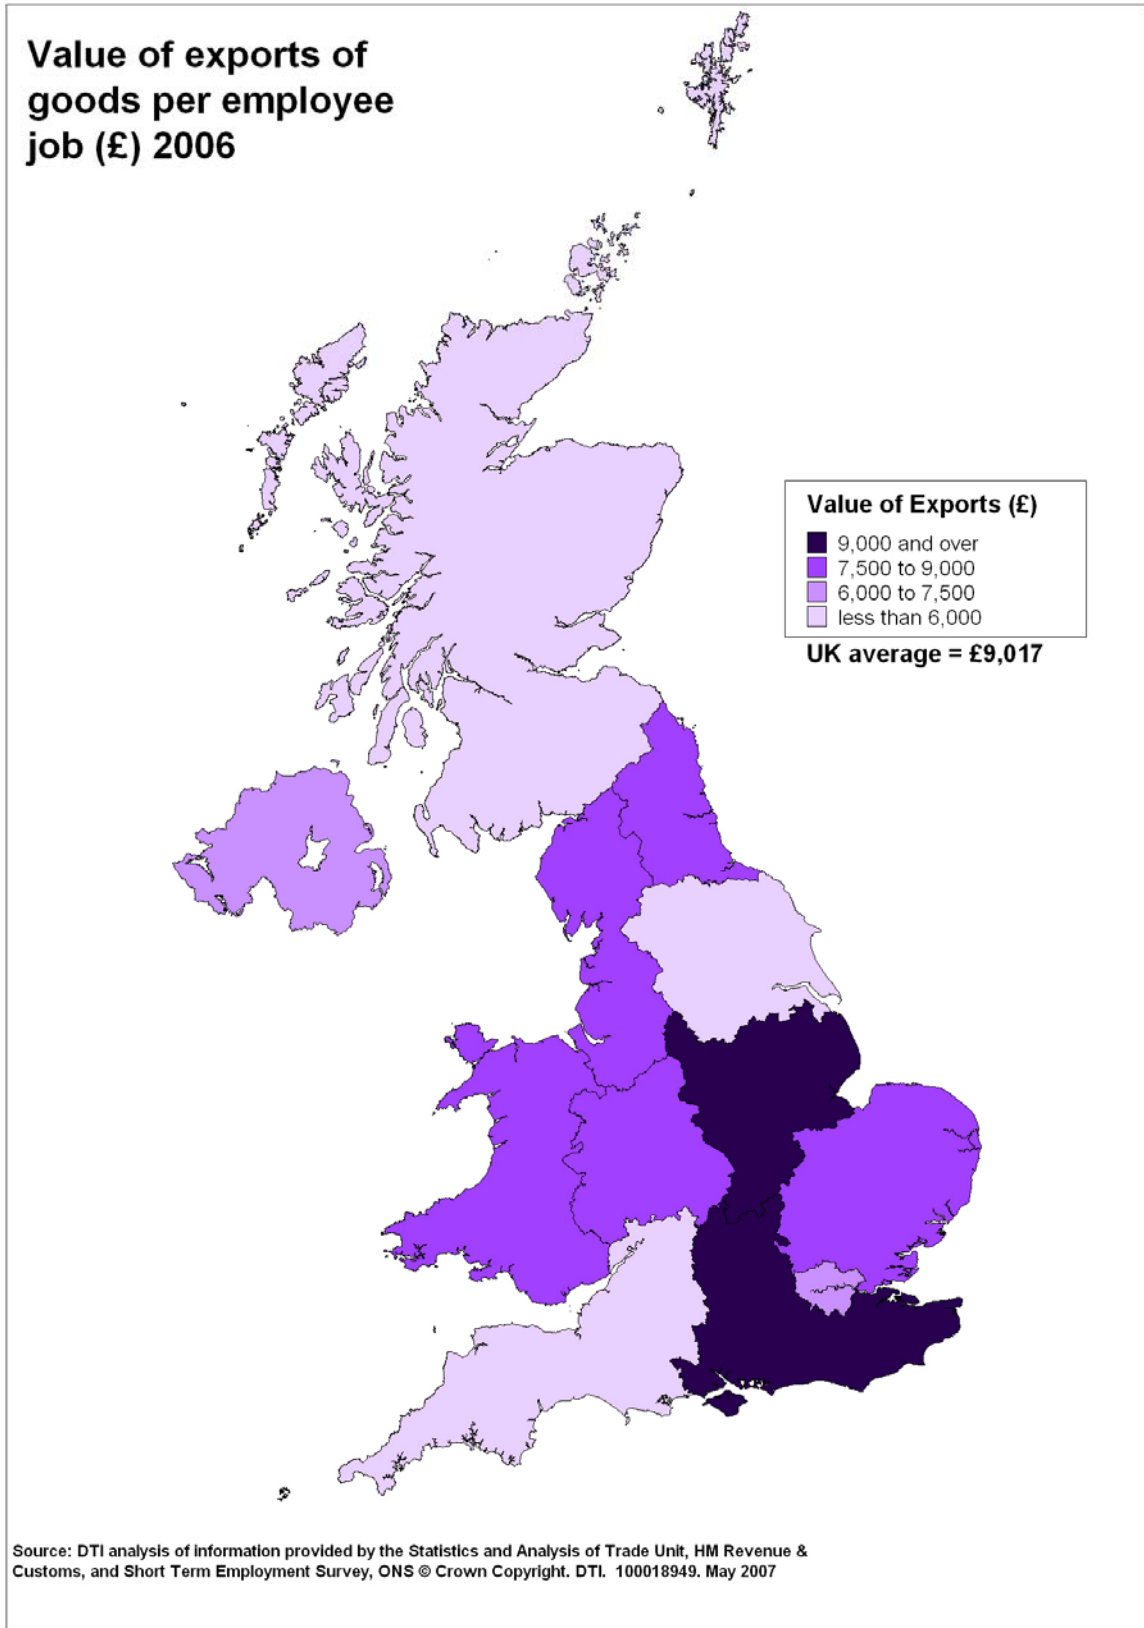 Value of exports of
goods per employee
job (£) 2006
Value of Exports (£)
9,000 and over
7,500 to 9,000
6,000 to 7,500
less than 6,000
UK average = £9,017
Source: DTI analysis of information provided by the Statistics and Analysis of Trade Unit, HM Revenue &
Customs, and Short Term Employment Survey, ONS © Crown Copyright. DTI.  100018949. May 2007